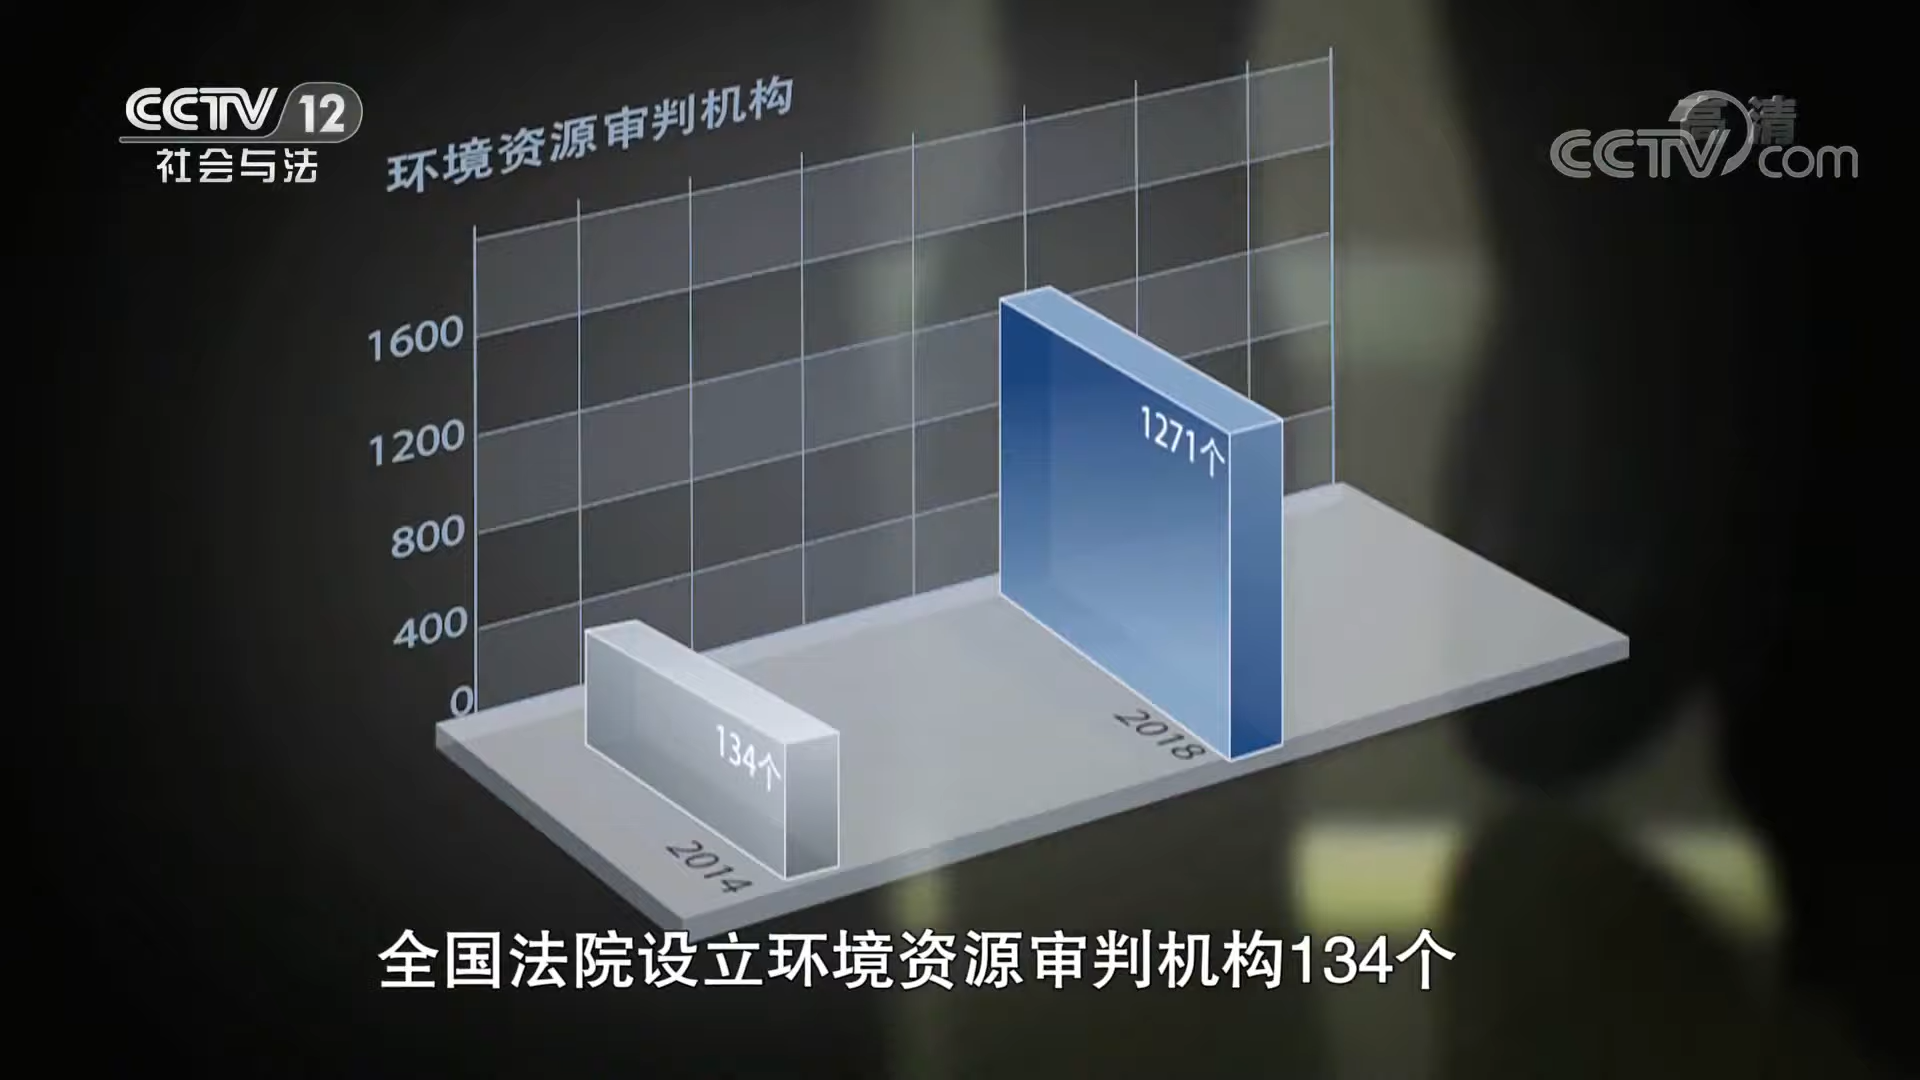 CCTV 12
社会与法
高清
CCTV com
环境资源审判机构
1600
1200
800
400
0
1271个
134个
2018
2014
全国法院设立环境资源审判机构134个